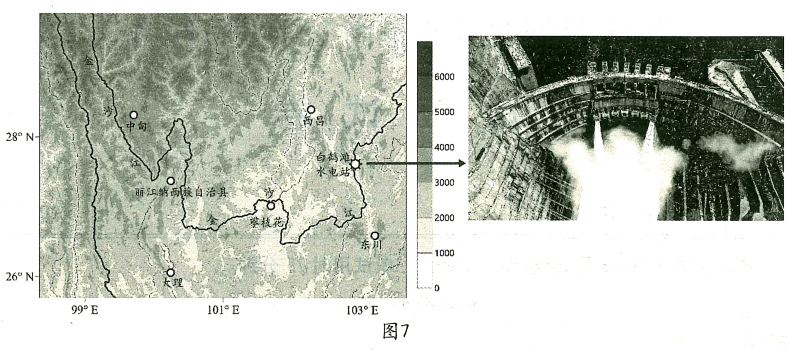 金
沙
江
中甸
西昌
6000
5000
4000
3000
2000
1000
0
28° N
白鹤滩
水电站
丽江纳西族自治县
金
沙
江
攀枝花
东川
26° N
大理
99° E
101° E
103° E
图7